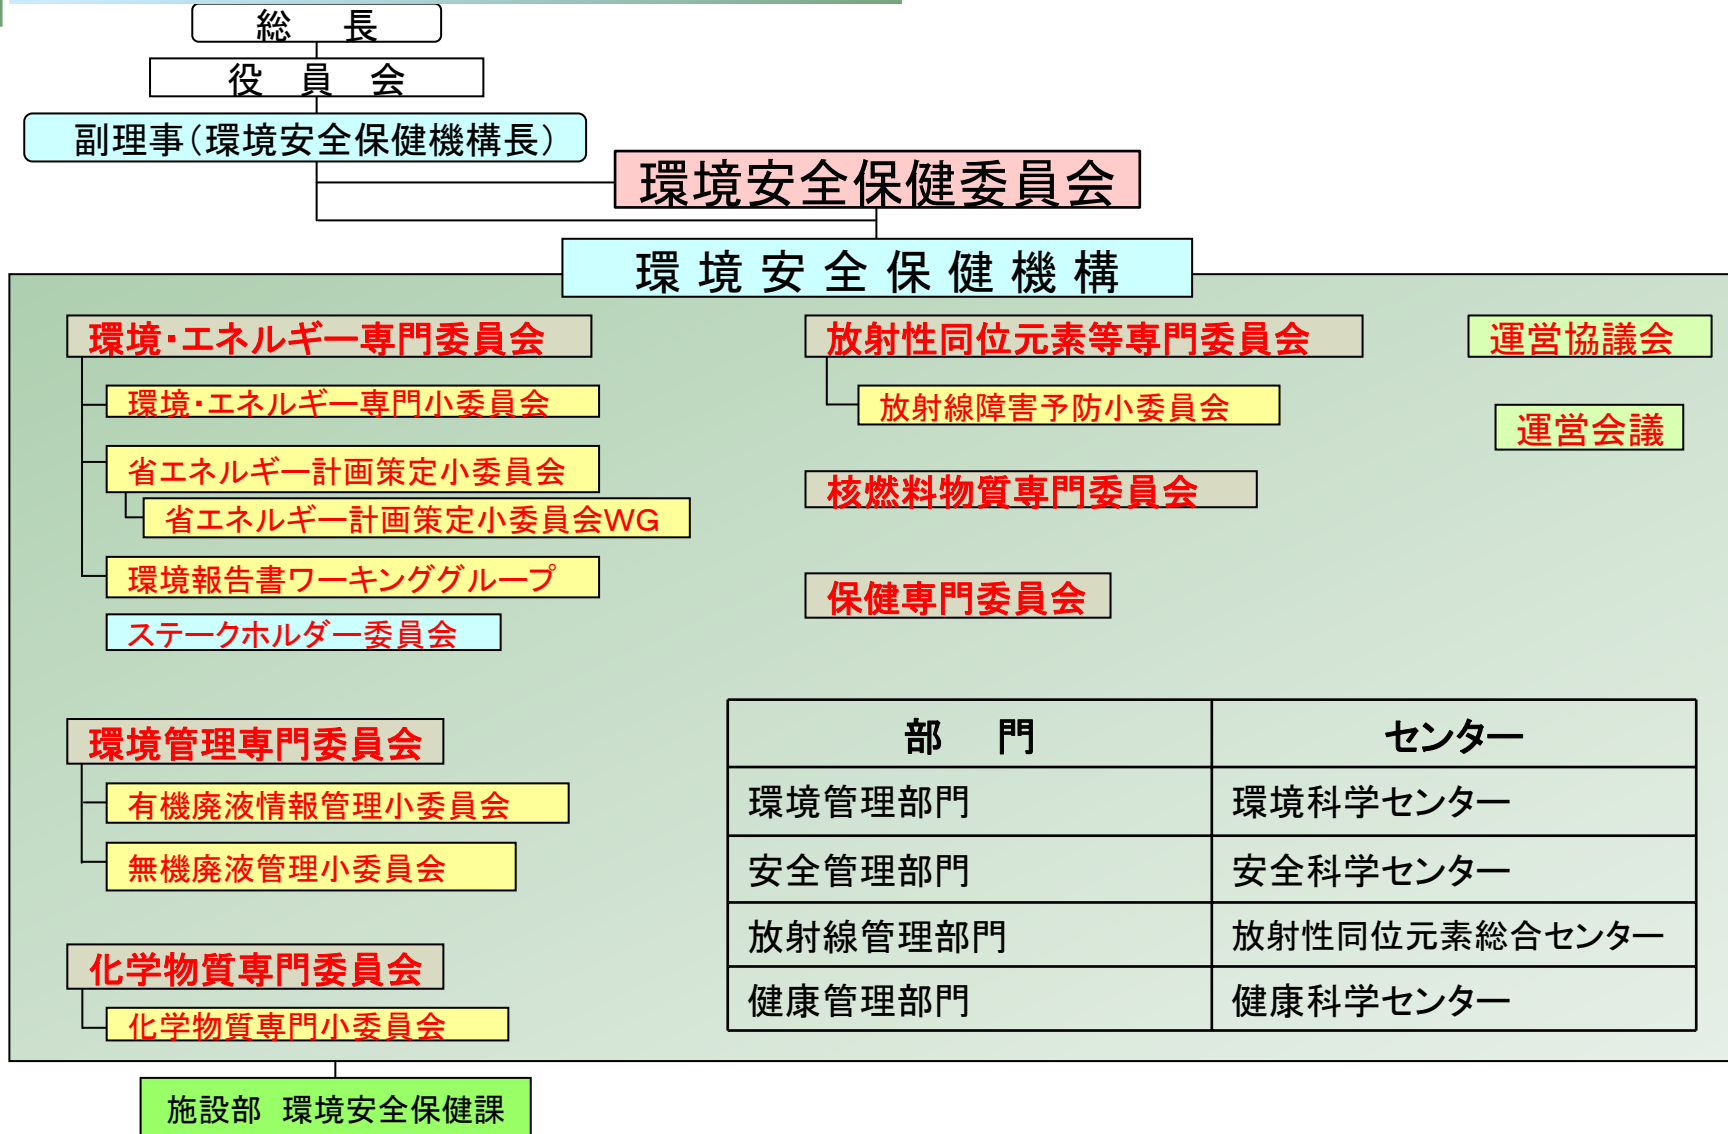 総　長
役　員　会
副理事(環境安全保健機構長)
環境安全保健委員会
環境安全保健機構
環境・エネルギー専門委員会
環境・エネルギー専門小委員会
省エネルギー計画策定小委員会
省エネルギー計画策定小委員会WG
環境報告書ワーキンググループ
ステークホルダー委員会
環境管理専門委員会
有機廃液情報管理小委員会
無機廃液管理小委員会
化学物質専門委員会
化学物質専門小委員会
放射性同位元素等専門委員会
放射線障害予防小委員会
核燃料物質専門委員会
保健専門委員会
運営協議会
運営会議
部　門　センター
環境管理部門　環境科学センター
安全管理部門　安全科学センター
放射線管理部門　放射性同位元素総合センター
健康管理部門　健康科学センター
施設部　環境安全保健課